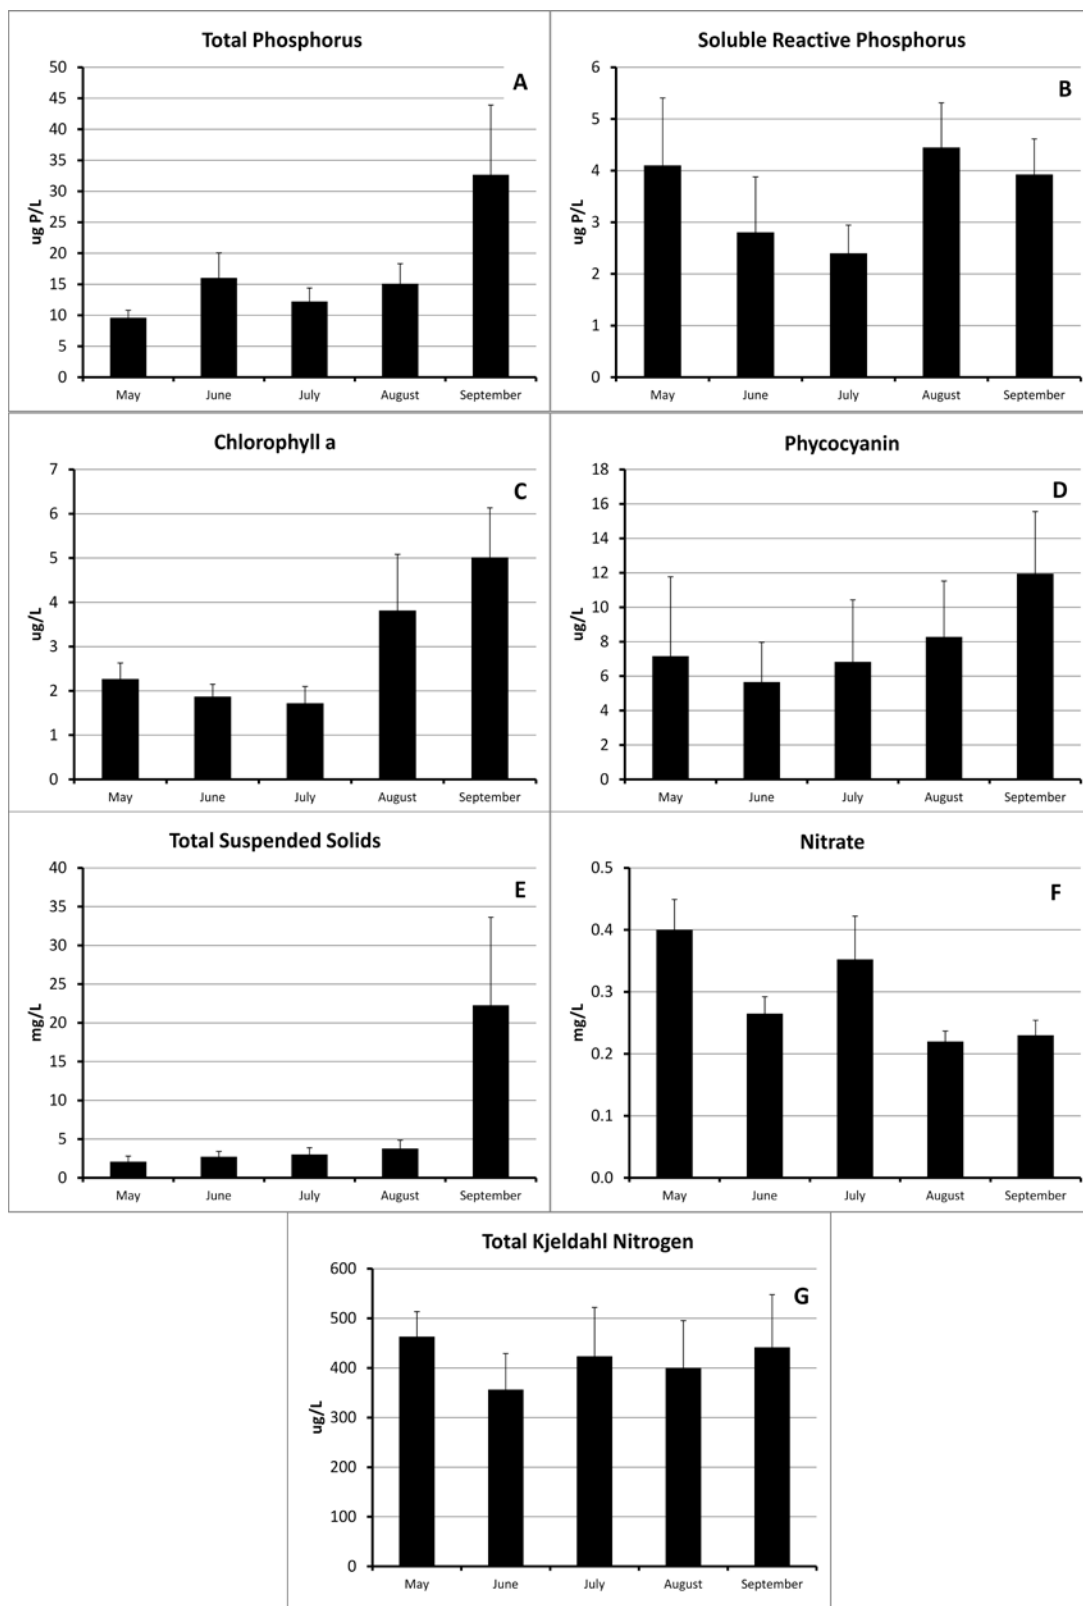 Total Phosphorus
A
50
45
40
35
30
25
20
15
10
5
0
ug P/L
May June July August September
Soluble Reactive Phosphorus
B
6
5
4
3
2
1
0
ug P/L
May June July August September
Chlorophyll a
C
7
6
5
4
3
2
1
0
ug/L
May June July August September
Phycocyanin
D
18
16
14
12
10
8
6
4
2
0
ug/L
May June July August September
Total Suspended Solids
E
40
35
30
25
20
15
10
5
0
mg/L
May June July August September
Nitrate
F
0.5
0.4
0.3
0.2
0.1
0.0
mg/L
May June July August September
Total Kjeldahl Nitrogen
G
600
500
400
300
200
100
0
ug/L
May June July August September